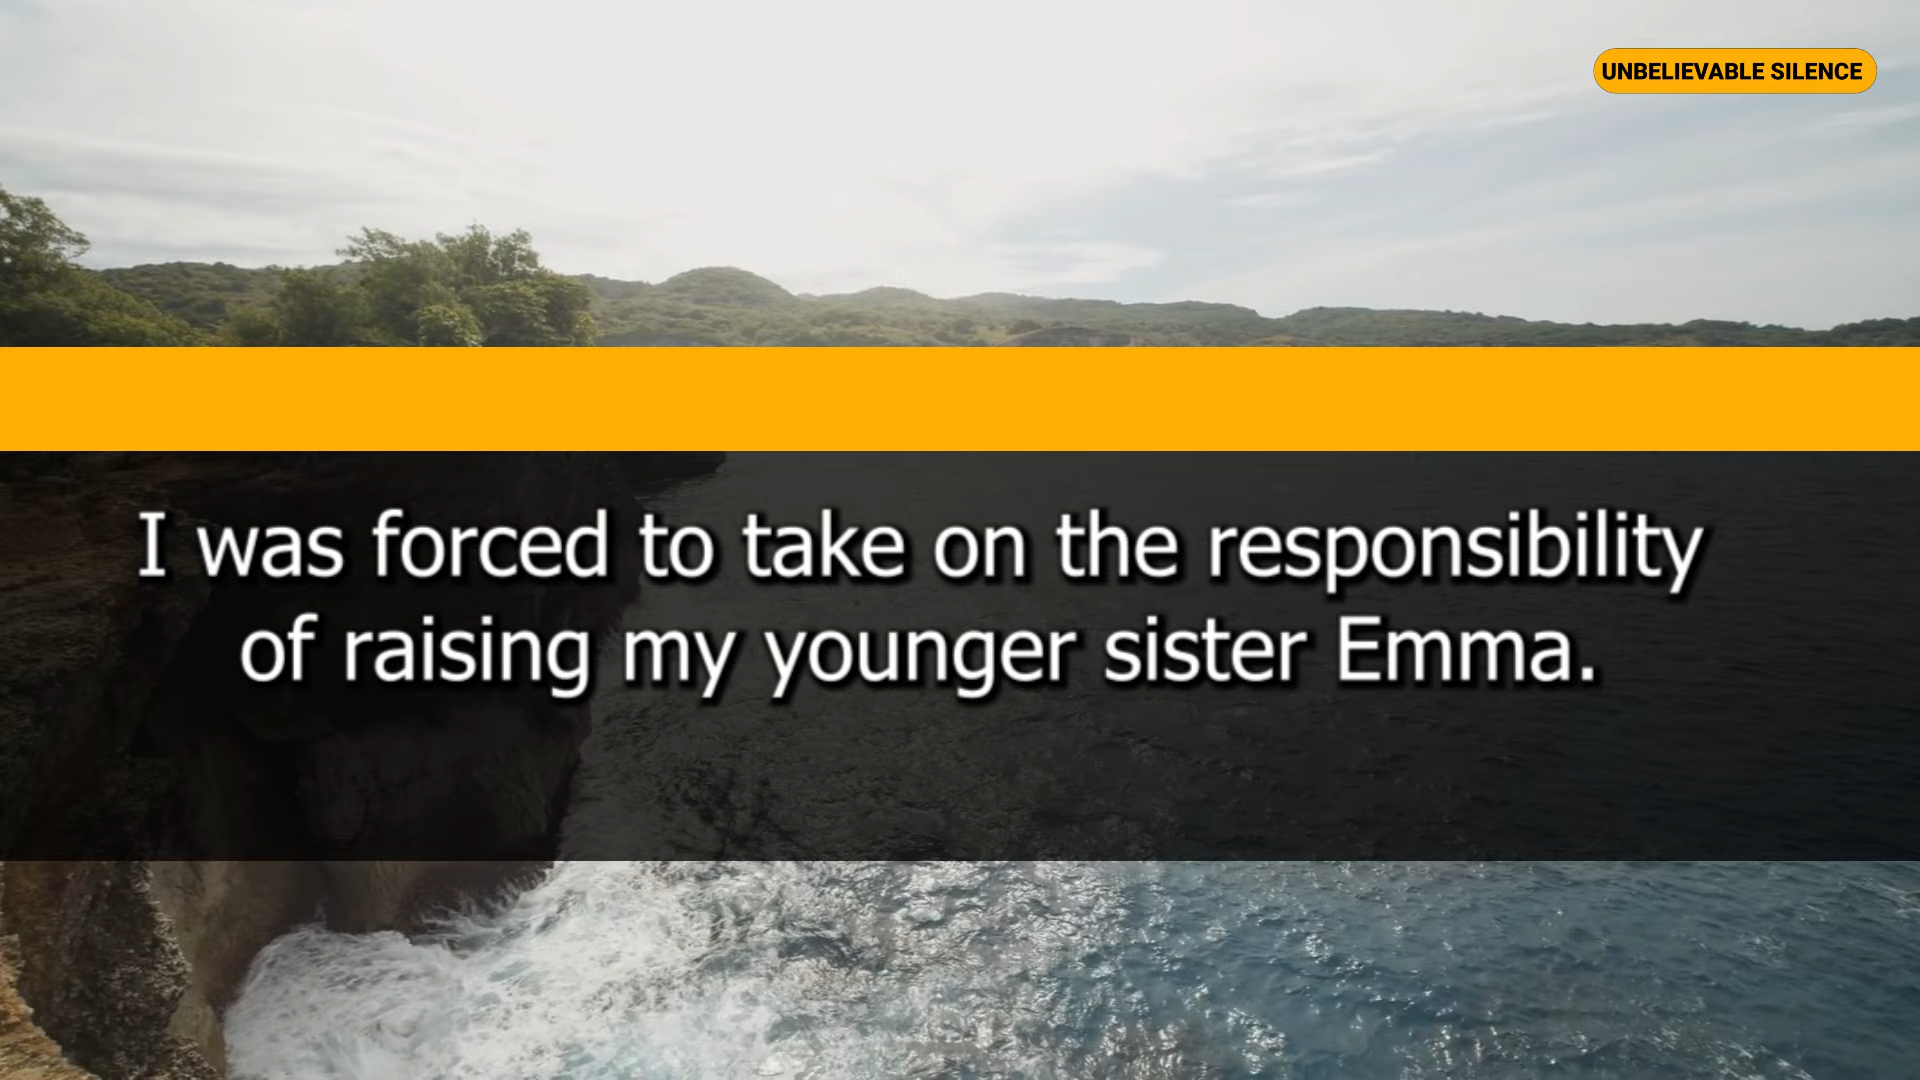 UNBELIEVABLE SILENCE
I was forced to take on the responsibility
of raising my younger sister Emma.